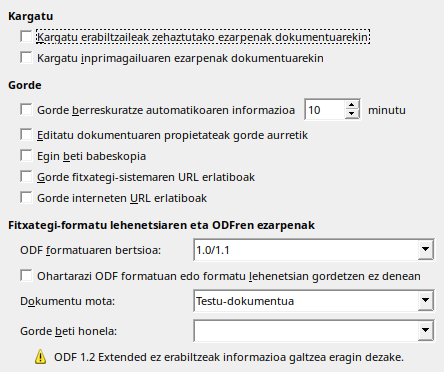 Kargatu
Kargatu erabiltzaileak zehaztutako ezarpenak dokumentuarekin
Kargatu inprimagailuaren ezarpenak dokumentuarekin
Gorde
Gorde berreskuratze automatikoaren informazioa 10 minutu
Editatu dokumentuaren propietateak gorde aurretik
Egin beti babeskopia
Gorde fitxategi-sistemaren URL erlatiboak
Gorde interneten URL erlatiboak
Fitxategi-formatu lehenetsiaren eta ODFren ezarpenak
ODF formatuaren bertsioa: 1.0/1.1
Ohartarazi ODF formatuan edo formatu lehenetsian gordetzen ez denean
Dokumentu mota: Testu-dokumentua
Gorde beti honela:
ODF 1.2 Extended ez erabiltzeak informazioa galtzea eragin dezake.